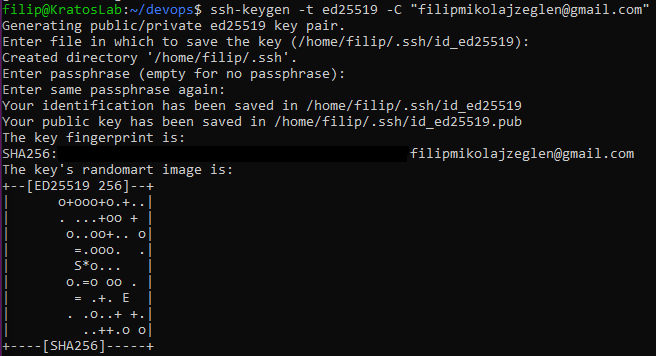 filip@KratosLab:~/devops$ ssh-keygen -t ed25519 -C "filipmikolajzeglen@gmail.com"
Generating public/private ed25519 key pair.
Enter file in which to save the key (/home/filip/.ssh/id_ed25519):
Created directory '/home/filip/.ssh'.
Enter passphrase (empty for no passphrase):
Enter same passphrase again:
Your identification has been saved in /home/filip/.ssh/id_ed25519
Your public key has been saved in /home/filip/.ssh/id_ed25519.pub
The key fingerprint is:
SHA256: filipmikolajzeglen@gmail.com
The key's randomart image is:
+--[ED25519 256]--+
|      o+ooo+o.+..|
|      . ...+oo + |
|       o..oo+.. o|
|        =.ooo.  .|
|        S*o...   |
|       o.=o oo . |
|        = .+. E  |
|       . .o..+ +.|
|         ..++.o o|
+----[SHA256]-----+